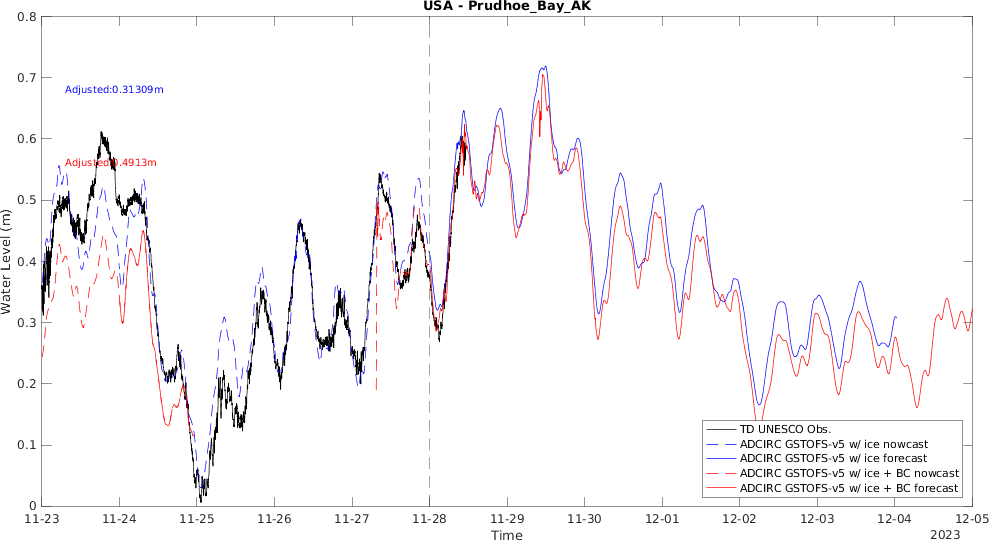 USA - Prudhoe_Bay_AK
0.8
0.7
0.6
0.5
0.4
0.3
0.2
0.1
0
Water Level (m)
Adjusted:0.31309m
Adjusted:0.4913m
TD UNESCO Obs.
ADCIRC GSTOFS-v5 w/ ice nowcast
ADCIRC GSTOFS-v5 w/ ice forecast
ADCIRC GSTOFS-v5 w/ ice + BC nowcast
ADCIRC GSTOFS-v5 w/ ice + BC forecast
11-23 11-24 11-25 11-26 11-27 11-28 11-29 11-30 12-01 12-02 12-03 12-04 12-05
Time
2023